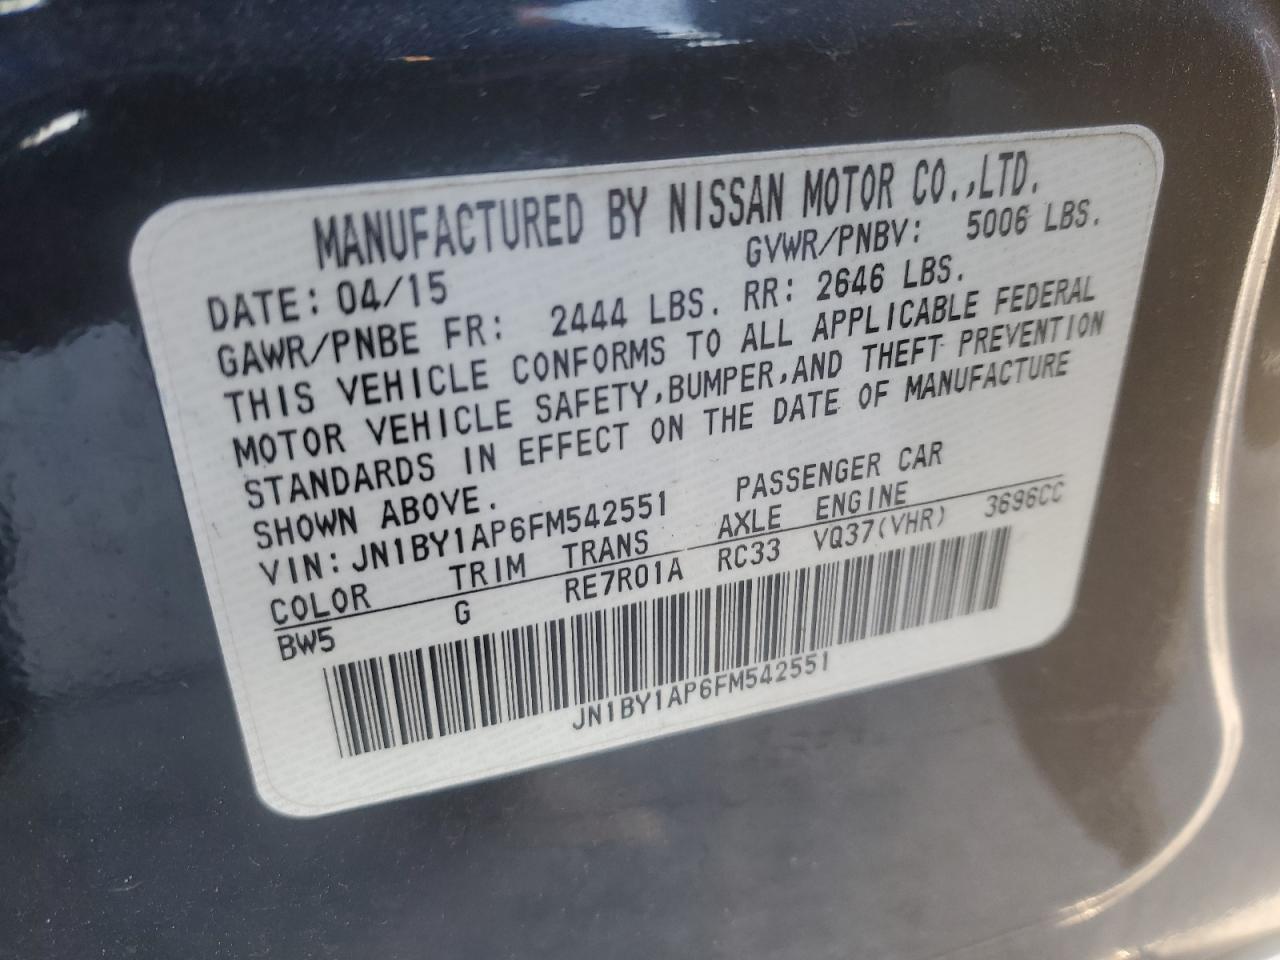 MANUFACTURED BY NISSAN MOTOR CO.,LTD.
DATE: 04/15 GVWR/PNBV: 5006 LBS.
GAWR/PNBE FR: 2444 LBS. RR: 2646 LBS.
THIS VEHICLE CONFORMS TO ALL APPLICABLE FEDERAL
MOTOR VEHICLE SAFETY,BUMPER,AND THEFT PREVENTION
STANDARDS IN EFFECT ON THE DATE OF MANUFACTURE
SHOWN ABOVE.
VIN: JN1BY1AP6FM542551 PASSENGER CAR
COLOR TRIM TRANS AXLE ENGINE
BW5 G RE7R01A RC33 VQ37(VHR) 3696CC
JN1BY1AP6FM542551